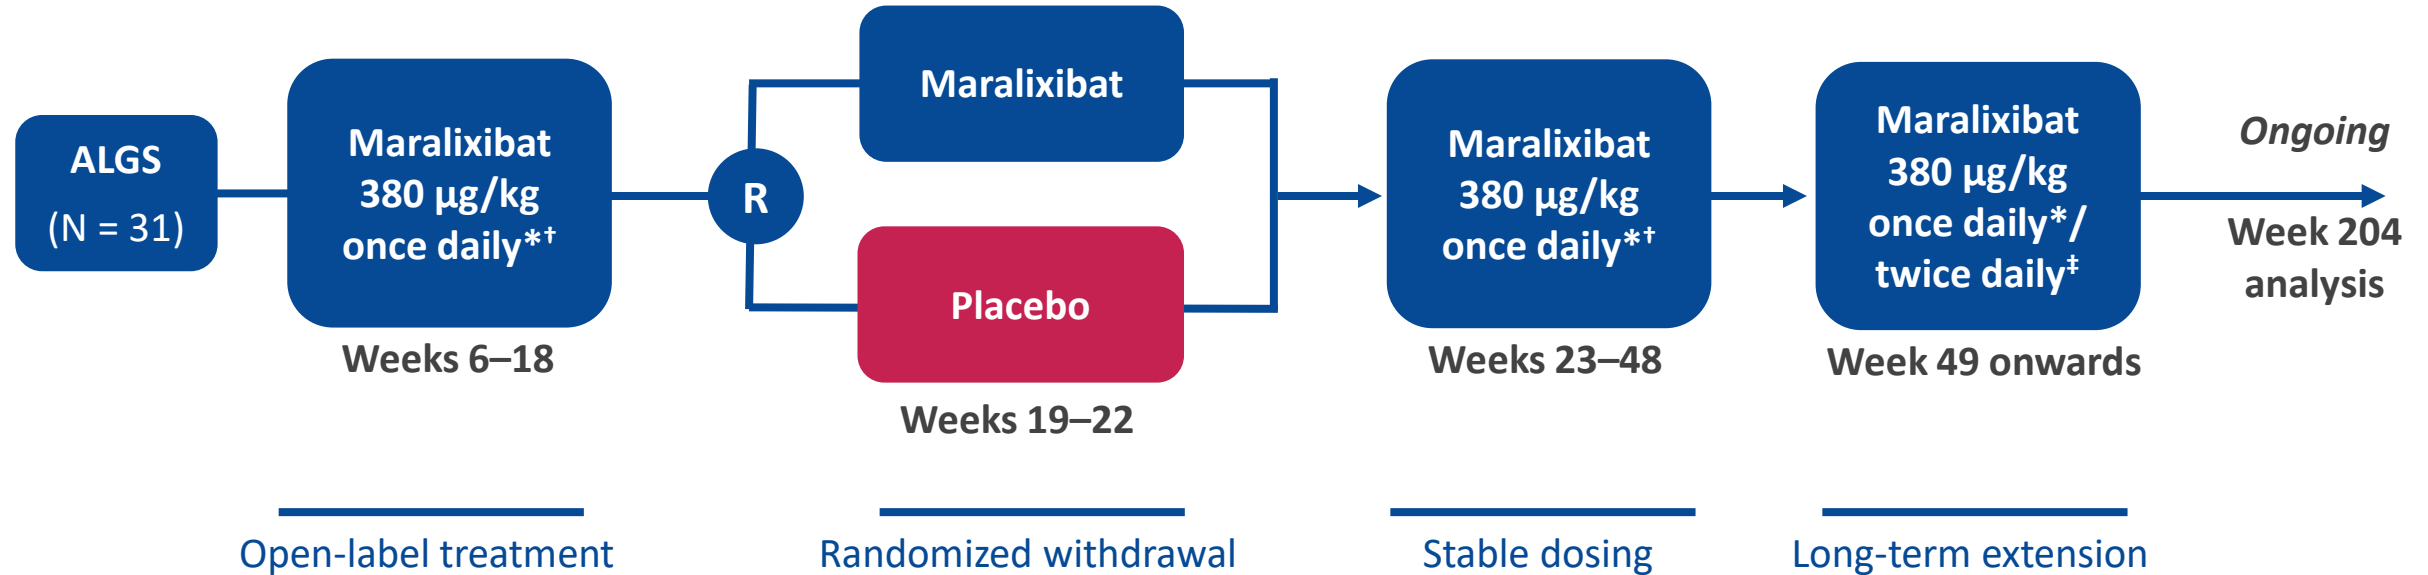 ALGS
(N = 31)
Maralixibat
380 µg/kg
once daily*†
Weeks 6–18
R
Maralixibat
Placebo
Weeks 19–22
Maralixibat
380 µg/kg
once daily*†
Weeks 23–48
Maralixibat
380 µg/kg
once daily*/
twice daily‡
Week 49 onwards
Ongoing
Week 204
analysis
Open-label treatment
Randomized withdrawal
Stable dosing
Long-term extension